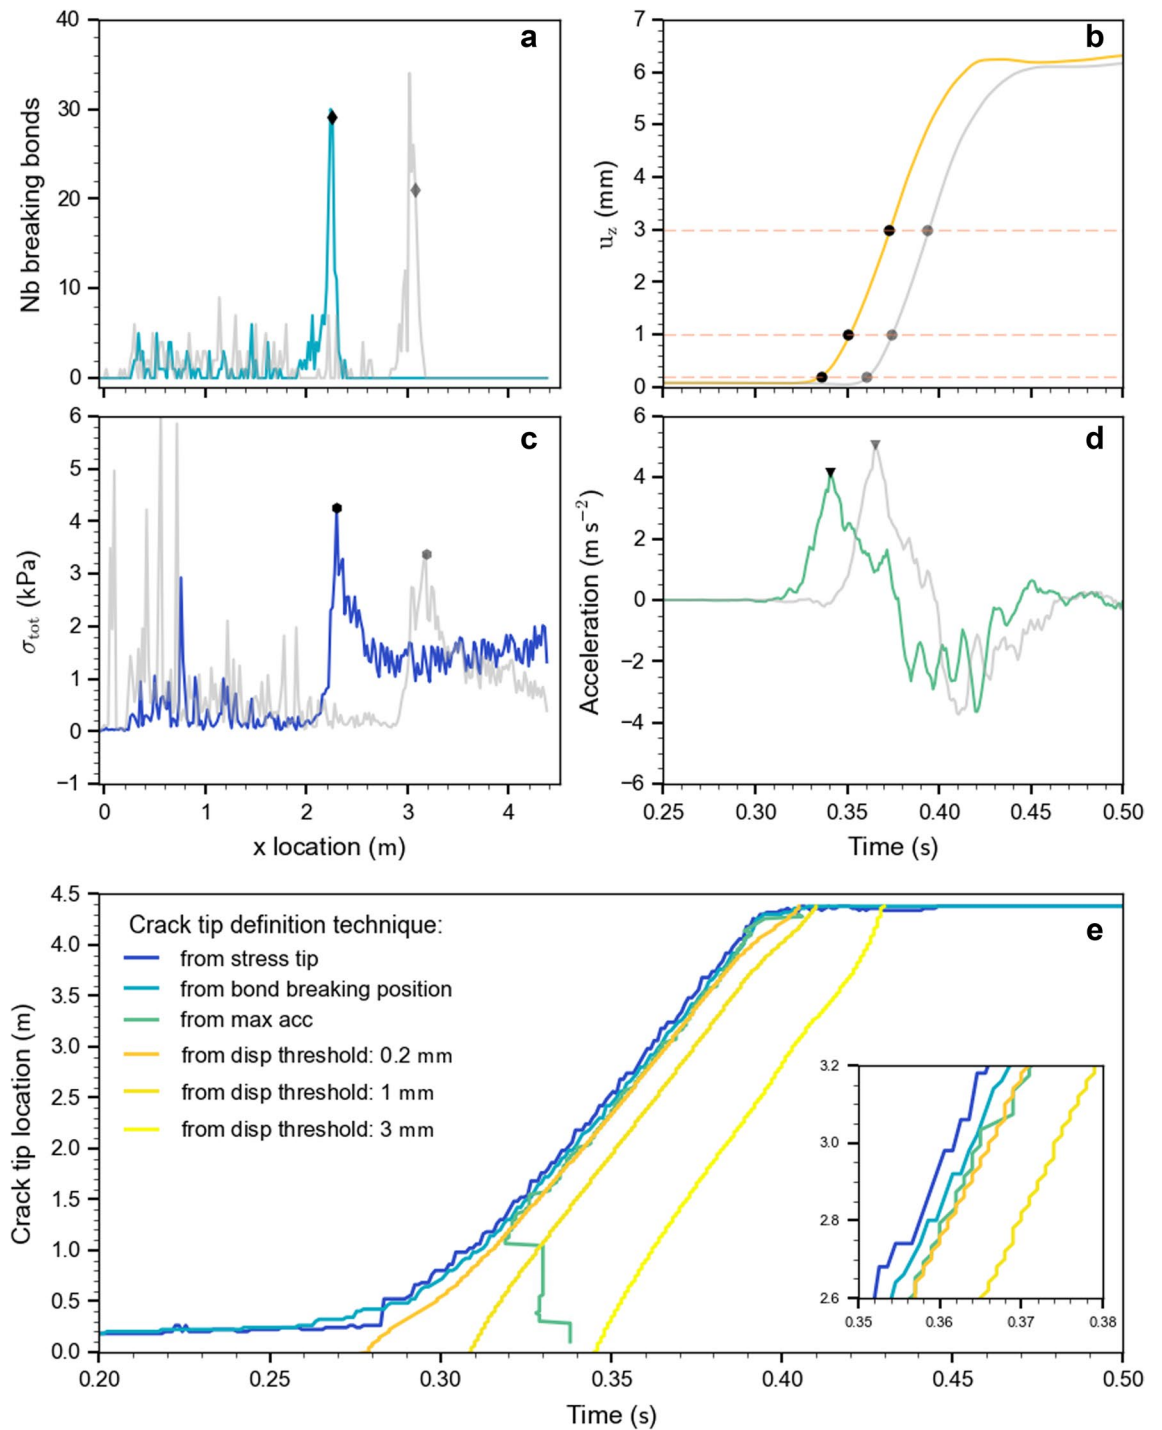 a
40
30
20
10
0
Nb breaking bonds
b
7
6
5
4
3
2
1
0
u_z (mm)
c
6
5
4
3
2
1
0
−1
σ_tot (kPa)
0 1 2 3 4
x location (m)
d
6
4
2
0
−2
−4
−6
Acceleration (m s⁻²)
0.25 0.30 0.35 0.40 0.45 0.50
Time (s)
e
4.5
4.0
3.5
3.0
2.5
2.0
1.5
1.0
0.5
0.0
Crack tip location (m)
Crack tip definition technique:
from stress tip
from bond breaking position
from max acc
from disp threshold: 0.2 mm
from disp threshold: 1 mm
from disp threshold: 3 mm
3.2
3.0
2.8
2.6
0.35 0.36 0.37 0.38
0.20 0.25 0.30 0.35 0.40 0.45 0.50
Time (s)